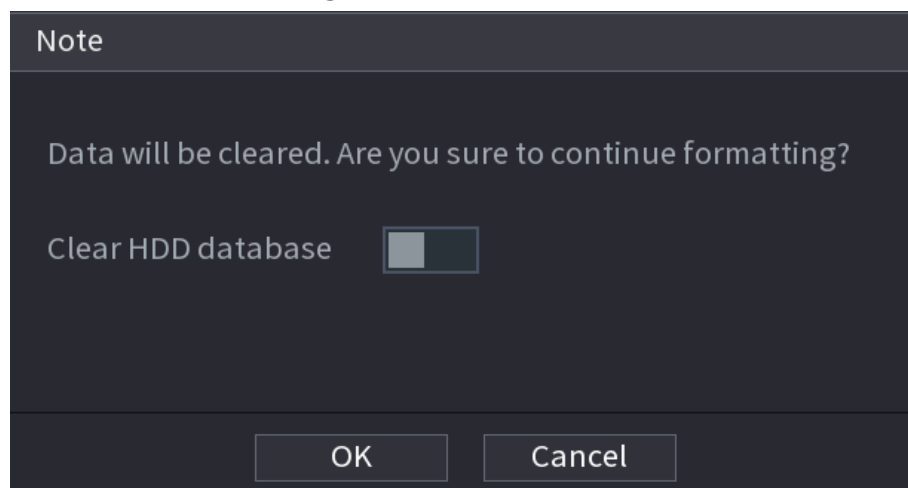 Note
Data will be cleared. Are you sure to continue formatting?
Clear HDD database
OK
Cancel